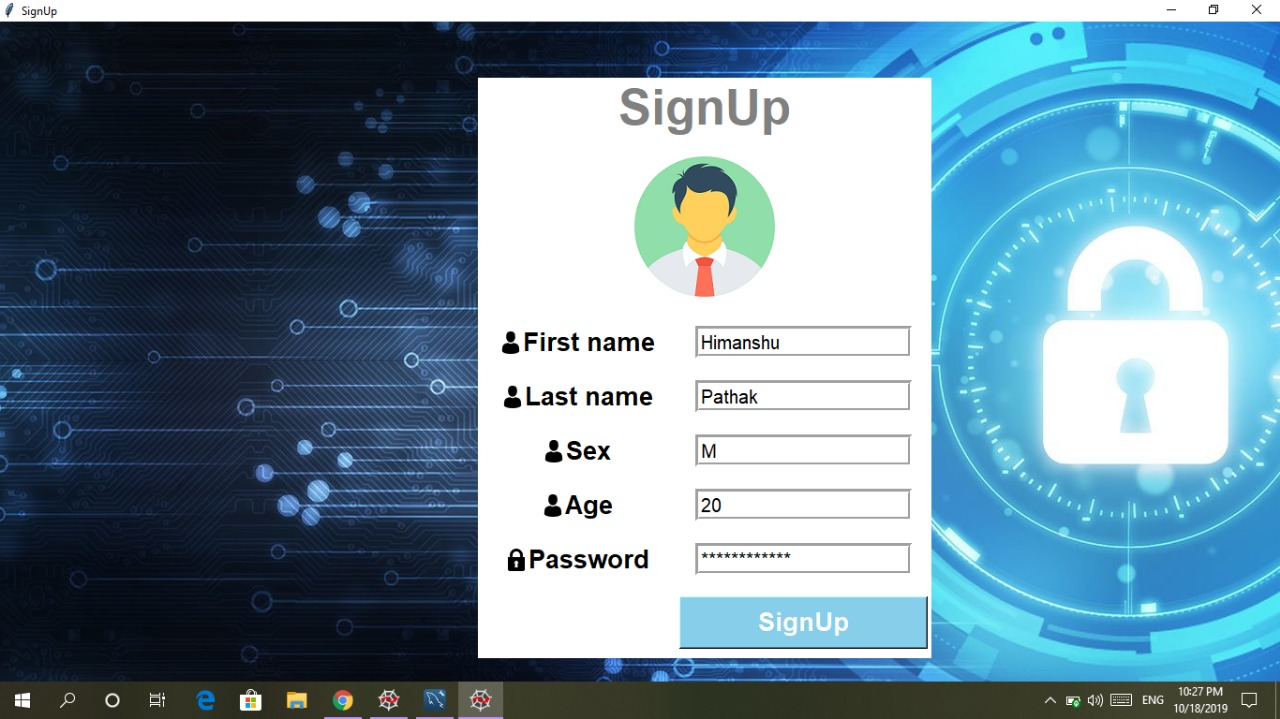 SignUp
SignUp
First name Himanshu
Last name Pathak
Sex M
Age 20
Password ************
SignUp
ENG 10:27 PM
10/18/2019